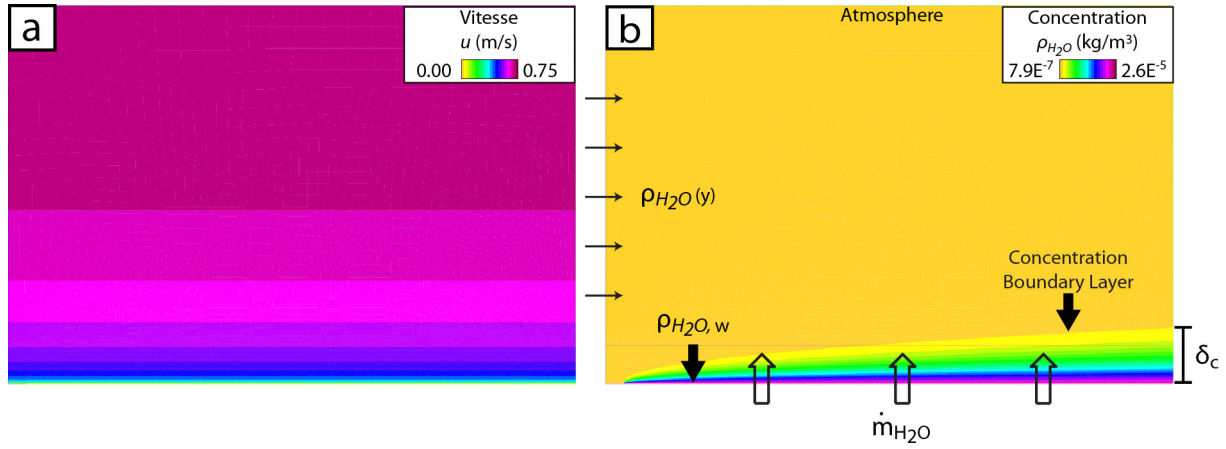 a
Vitesse
u (m/s)
0.00 0.75
b
Atmosphere
Concentration
ρH₂O (kg/m³)
7.9E⁻⁷ 2.6E⁻⁵
ρH₂O (y)
Concentration
Boundary Layer
ρH₂O, w
δc
ṁH₂O